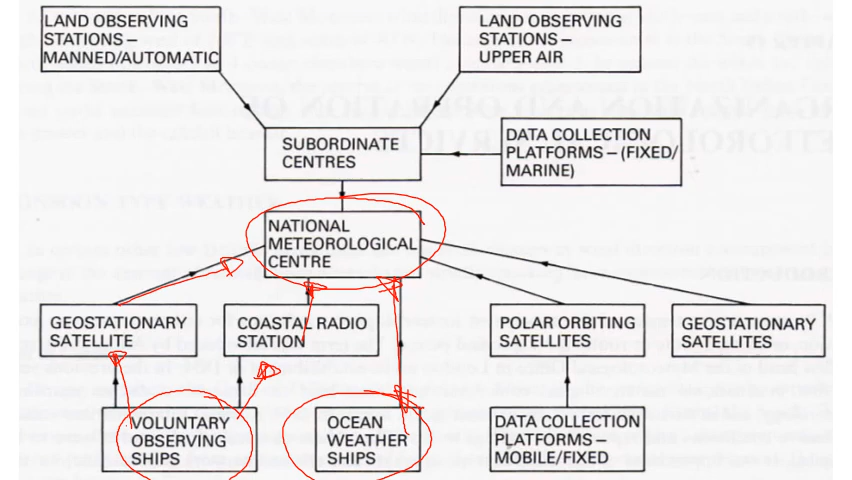 LAND OBSERVING
STATIONS –
MANNED/AUTOMATIC
LAND OBSERVING
STATIONS –
UPPER AIR
SUBORDINATE
CENTRES
DATA COLLECTION
PLATFORMS – (FIXED/
MARINE)
NATIONAL
METEOROLOGICAL
CENTRE
GEOSTATIONARY
SATELLITE
COASTAL RADIO
STATION
POLAR ORBITING
SATELLITES
GEOSTATIONARY
SATELLITES
VOLUNTARY
OBSERVING
SHIPS
OCEAN
WEATHER
SHIPS
DATA COLLECTION
PLATFORMS –
MOBILE/FIXED